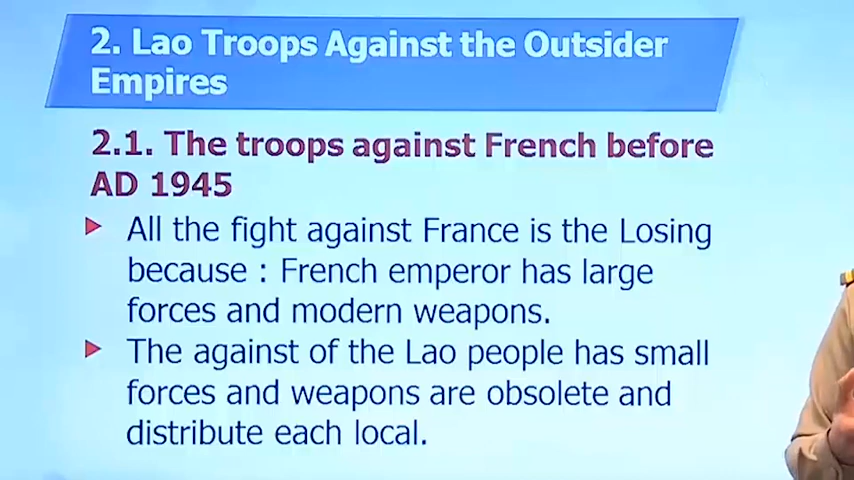 2. Lao Troops Against the Outsider
Empires
2.1. The troops against French before
AD 1945
All the fight against France is the Losing
because : French emperor has large
forces and modern weapons.
The against of the Lao people has small
forces and weapons are obsolete and
distribute each local.